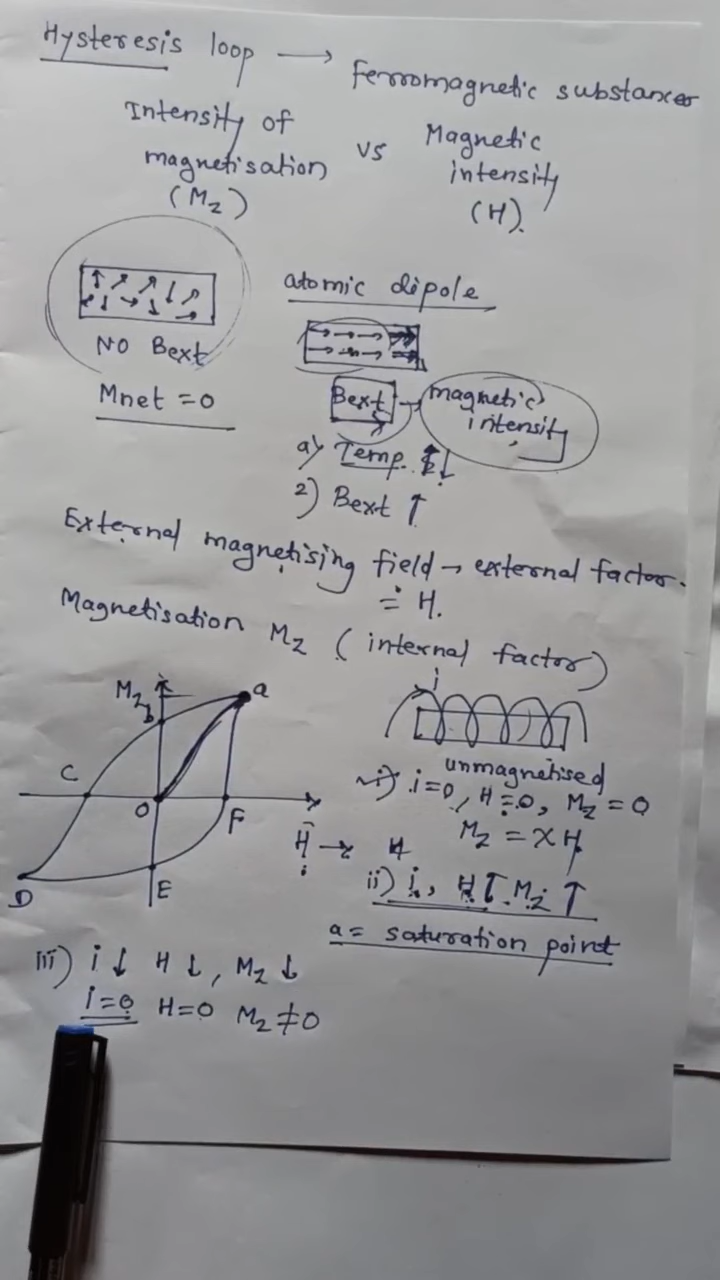 Hysteresis loop → Ferromagnetic substances
Intensity of magnetisation (Mz) vs Magnetic intensity (H).
NO Bext
Mnet = 0
atomic dipole
Bext → magnetic intensity
a) Temp. ↓
2) Bext ↑
External magnetising field → external factor.
= H.
Magnetisation Mz (internal factor)
Mz
b
a
C
O
F
H →
D
E
i
unmagnetised
i) i=0, H=0, Mz=0
Mz = χH
ii) i, H↑ Mz ↑
a = saturation point
iii) i↓ H↓, Mz↓
i=0 H=0 Mz≠0